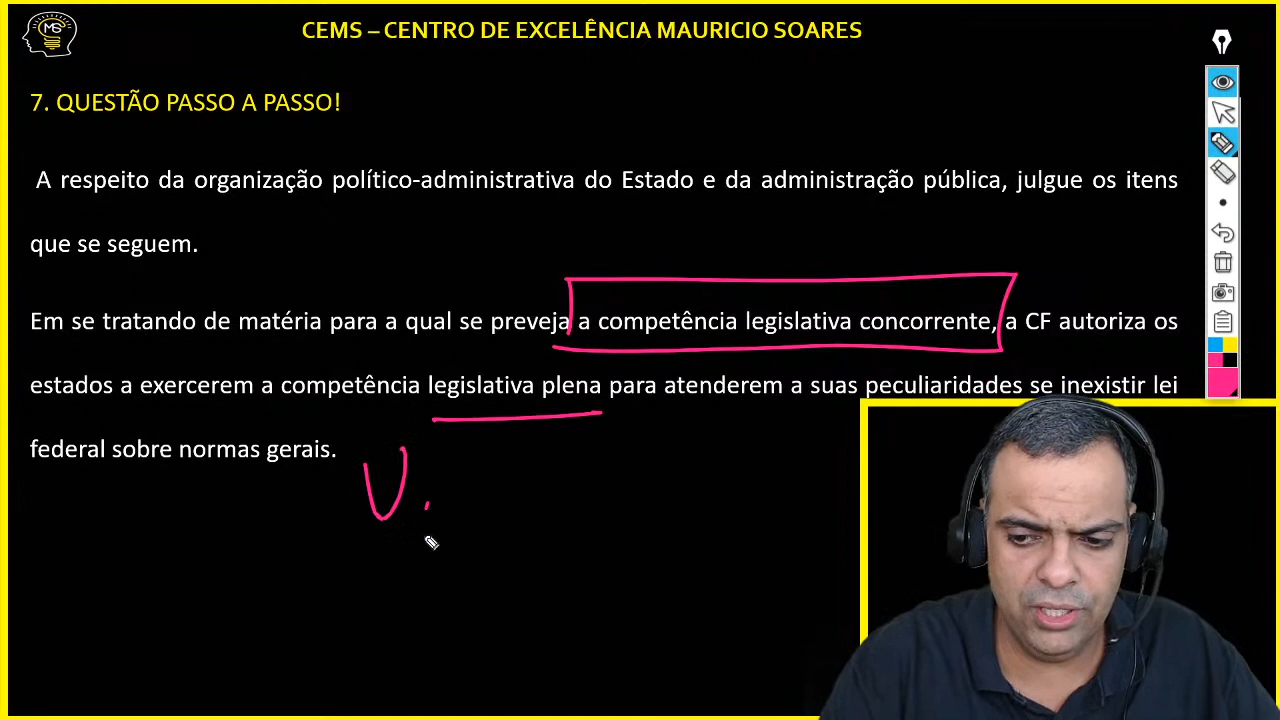 CEMS – CENTRO DE EXCELÊNCIA MAURICIO SOARES
MS
7. QUESTÃO PASSO A PASSO!
A respeito da organização político-administrativa do Estado e da administração pública, julgue os itens
que se seguem.
Em se tratando de matéria para a qual se preveja a competência legislativa concorrente, a CF autoriza os
estados a exercerem a competência legislativa plena para atenderem a suas peculiaridades se inexistir lei
federal sobre normas gerais.
V.